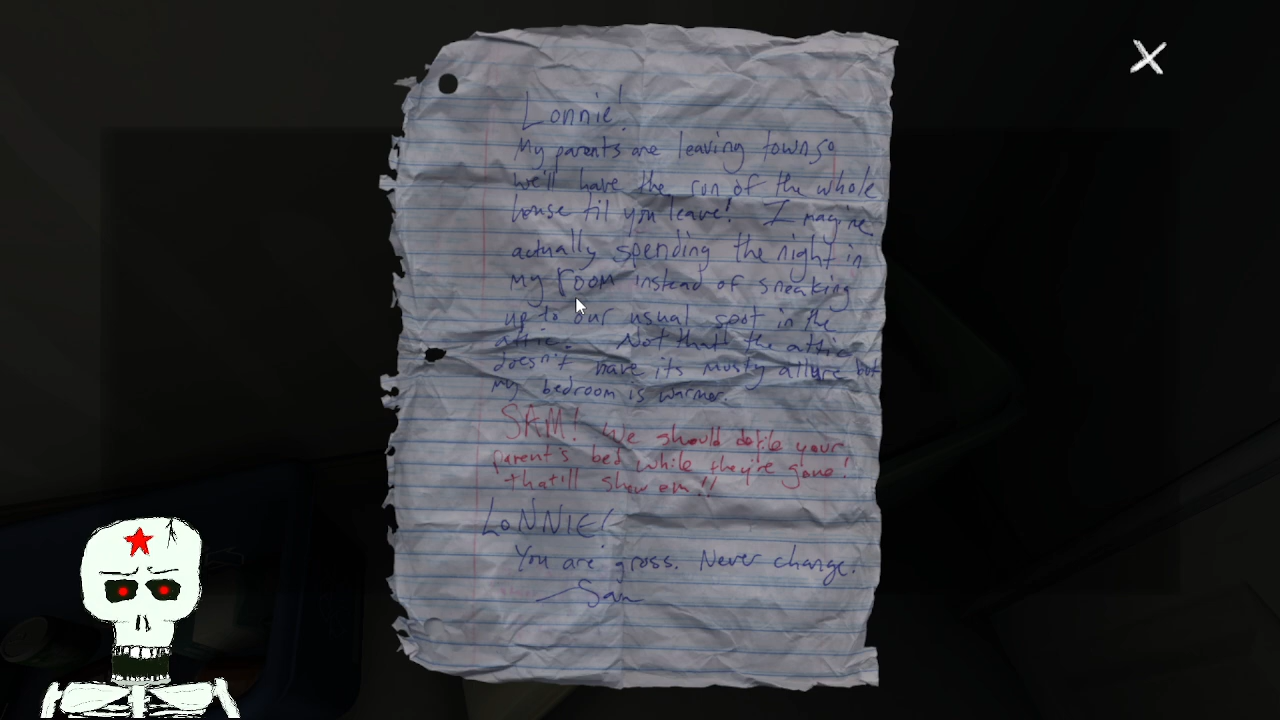 Lonnie!
My parents are leaving town so
we'll have the run of the whole
house til you leave! Imagine
actually spending the night in
my room instead of sneaking
up to our usual spot in the
attic. Not that the attic
doesn't have its musty allure but
my bedroom is warmer.
SAM! We should defile your
parent's bed while they're gone!
that'll show em!!
LONNIE!
You are gross. Never change.
—Sam